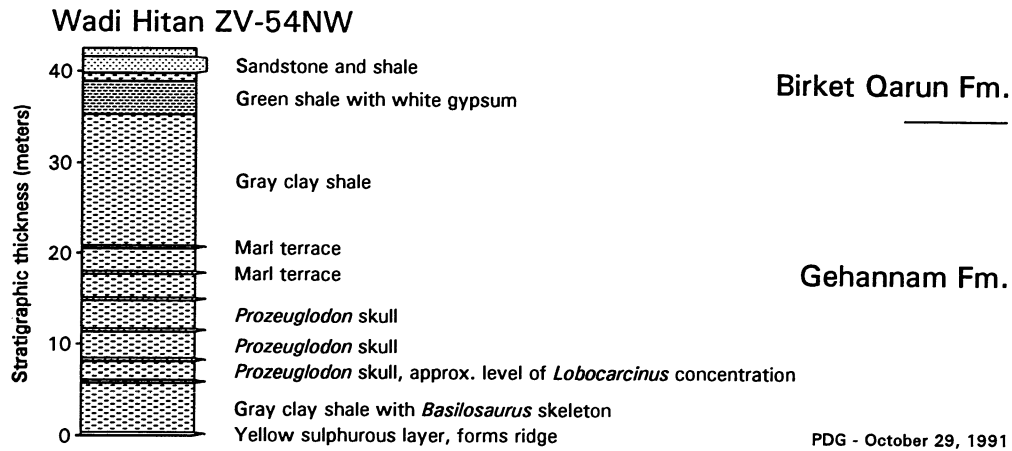 Wadi Hitan ZV-54NW
Stratigraphic thickness (meters)
40
30
20
10
0
Sandstone and shale
Green shale with white gypsum
Gray clay shale
Marl terrace
Marl terrace
Prozeuglodon skull
Prozeuglodon skull
Prozeuglodon skull, approx. level of Lobocarcinus concentration
Gray clay shale with Basilosaurus skeleton
Yellow sulphurous layer, forms ridge
Birket Qarun Fm.
Gehannam Fm.
PDG - October 29, 1991